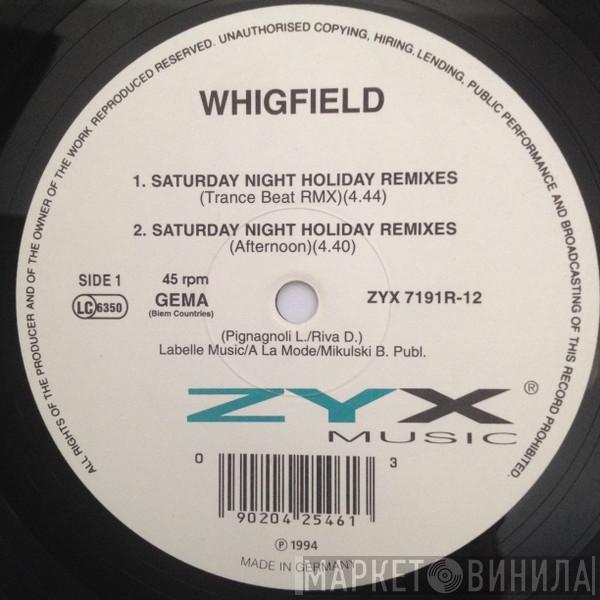 ALL RIGHTS OF THE PRODUCER AND OF THE OWNER OF THE WORK REPRODUCED RESERVED. UNAUTHORISED COPYING, HIRING, LENDING, PUBLIC PERFORMANCE AND BROADCASTING OF THIS RECORD PROHIBITED.
WHIGFIELD
1. SATURDAY NIGHT HOLIDAY REMIXES
(Trance Beat RMX)(4.44)
2. SATURDAY NIGHT HOLIDAY REMIXES
(Afternoon)(4.40)
SIDE 1 45 rpm
LC 6350 GEMA ZYX 7191R-12
(Biem Countries)
(Pignagnoli L./Riva D.)
Labelle Music/A La Mode/Mikulski B. Publ.
ZYX ®
MUSIC
0 3
90204 25461
℗ 1994
MADE IN GERMANY
МАРКЕТ ВИНИЛА